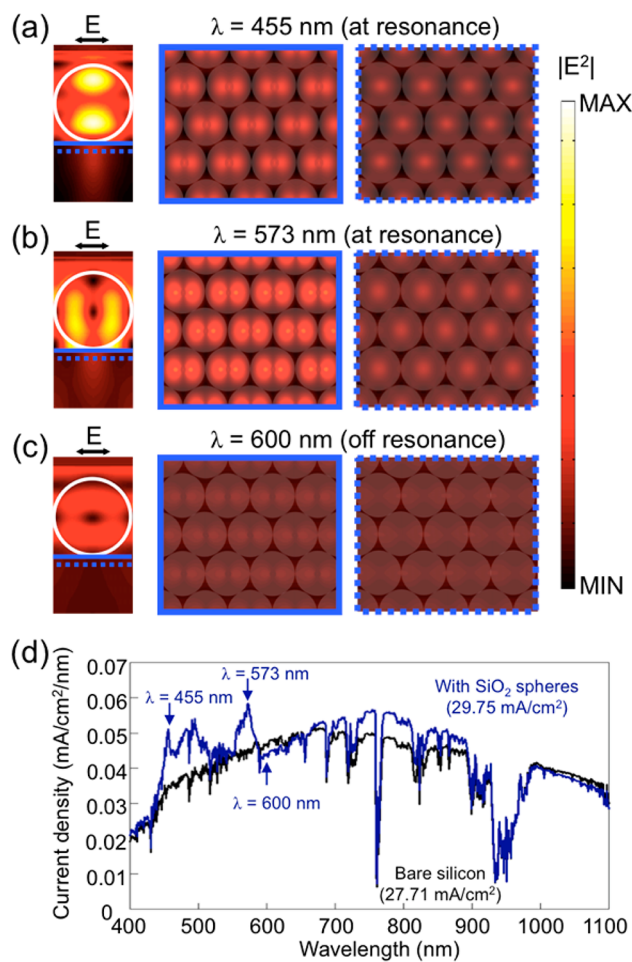 (a)
E
λ = 455 nm (at resonance)
|E²|
MAX
(b)
E
λ = 573 nm (at resonance)
(c)
E
λ = 600 nm (off resonance)
MIN
(d)
0.07
0.06
0.05
0.04
0.03
0.02
0.01
0
Current density (mA/cm²/nm)
λ = 573 nm
λ = 455 nm
With SiO₂ spheres
(29.75 mA/cm²)
λ = 600 nm
Bare silicon
(27.71 mA/cm²)
400 500 600 700 800 900 1000 1100
Wavelength (nm)